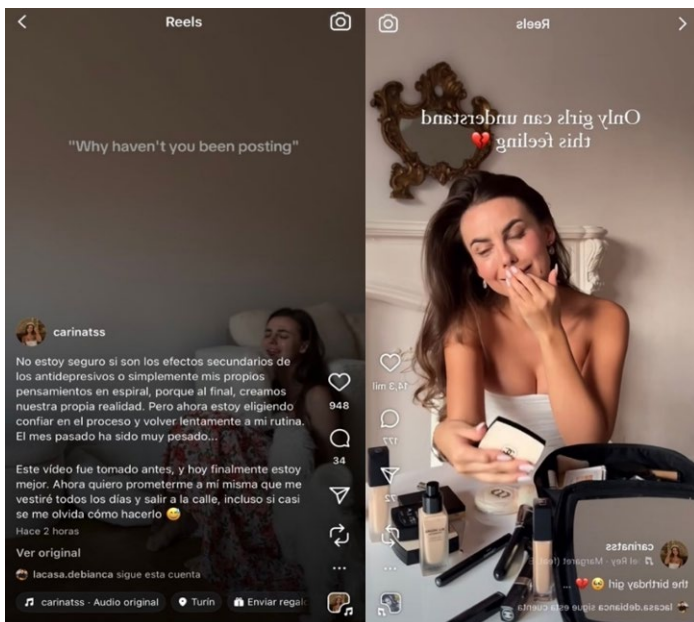 Reels
"Why haven't you been posting"
carinatss
No estoy seguro si son los efectos secundarios de
los antidepresivos o simplemente mis propios
pensamientos en espiral, porque al final, creamos
nuestra propia realidad. Pero ahora estoy eligiendo
confiar en el proceso y volver lentamente a mi rutina.
El mes pasado ha sido muy pesado...
Este vídeo fue tomado antes, y hoy finalmente estoy
mejor. Ahora quiero prometerme a mí misma que me
vestiré todos los días y salir a la calle, incluso si casi
se me olvida cómo hacerlo 😅
Hace 2 horas
Ver original
lacasa.debianca sigue esta cuenta
carinatss · Audio original
Turín
Enviar regal
948
34
Reels
Only girls can understand
this feeling 💔
14,3 mil
177
72
carinatss
el Rey · Margaret (feat
the birthday girl 🥺 💔 ...
lacasa.debianca sigue esta cuenta